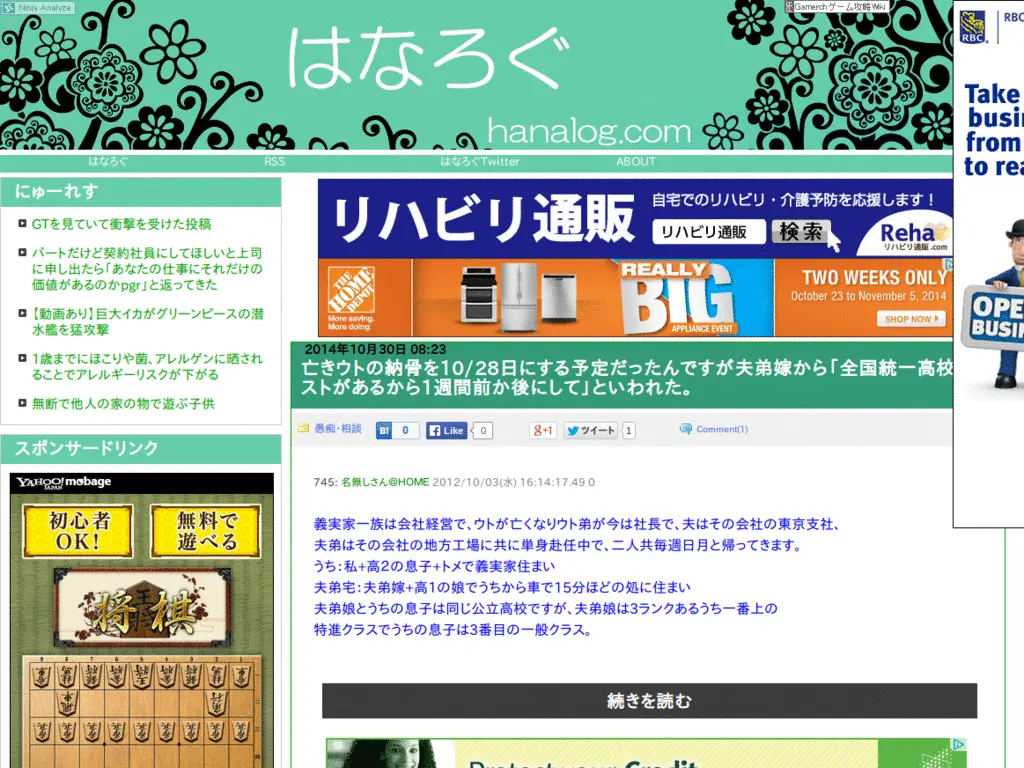 Ninja Analyze
Gamerchゲーム攻略Wiki
はなろぐ
hanalog.com
はなろぐ
RSS
はなろぐTwitter
ABOUT
にゅーれす
GTを見ていて衝撃を受けた投稿
パートだけど契約社員にしてほしいと上司
に申し出たら「あなたの仕事にそれだけの
価値があるのかpgr」と返ってきた
【動画あり】巨大イカがグリーンピースの潜
水艦を猛攻撃
1歳までにほこりや菌、アレルゲンに晒され
ることでアレルギーリスクが下がる
無断で他人の家の物で遊ぶ子供
スポンサードリンク
YAHOO! JAPAN mobage
初心者
OK!
無料で
遊べる
将棋
リハビリ通販
自宅でのリハビリ・介護予防を応援します！
リハビリ通販
検索
Reha
リハビリ通販.com
THE HOME DEPOT
More saving.
More doing.
REALLY
BIG
APPLIANCE EVENT
TWO WEEKS ONLY
October 23 to November 5, 2014
SHOP NOW
RBC
RBC
Take
busi
from
to rea
OPE
BUSIN
2014年10月30日 08:23
亡きウトの納骨を10/28日にする予定だったんですが夫弟嫁から「全国統一高校
ストがあるから1週間前か後にして」といわれた。
愚痴・相談
B! 0
Like 0
g+1
ツイート 1
Comment(1)
745: 名無しさん@HOME 2012/10/03(水) 16:14:17.49 0
義実家一族は会社経営で、ウトが亡くなりウト弟が今は社長で、夫はその会社の東京支社、
夫弟はその会社の地方工場に共に単身赴任中で、二人共毎週日月と帰ってきます。
うち：私+高2の息子+トメで義実家住まい
夫弟宅：夫弟嫁+高1の娘でうちから車で15分ほどの処に住まい
夫弟娘とうちの息子は同じ公立高校ですが、夫弟娘は3ランクあるうち一番上の
特進クラスでうちの息子は3番目の一般クラス。
続きを読む
Protect your Credit